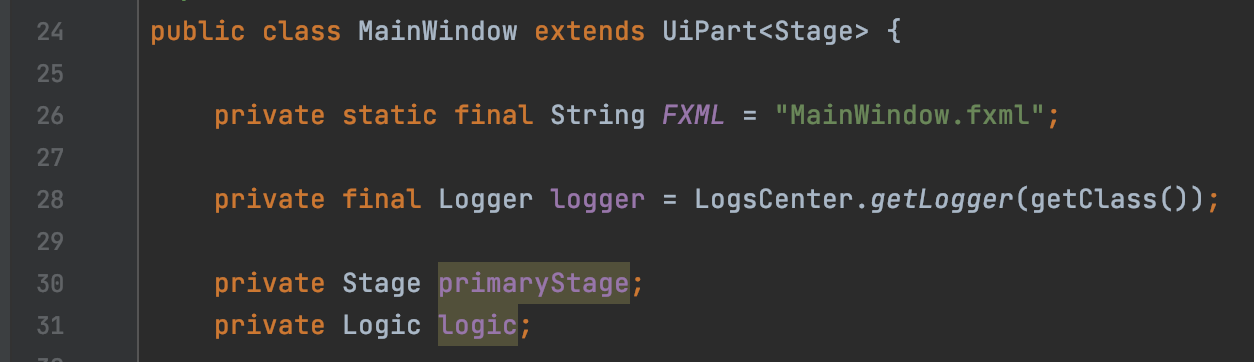 24 public class MainWindow extends UiPart<Stage> {
25
26 private static final String FXML = "MainWindow.fxml";
27
28 private final Logger logger = LogsCenter.getLogger(getClass());
29
30 private Stage primaryStage;
31 private Logic logic;